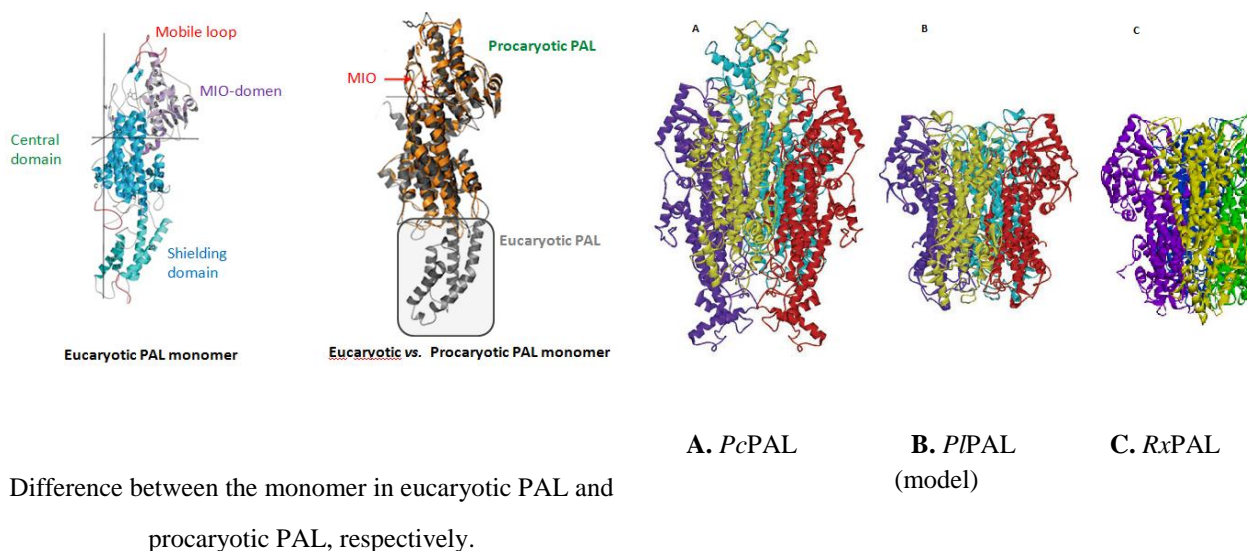 Mobile loop
MIO-domen
Central
domain
Shielding
domain
Eucaryotic PAL monomer
Procaryotic PAL
MIO
Eucaryotic PAL
Eucaryotic vs. Procaryotic PAL monomer
Difference between the monomer in eucaryotic PAL and
procaryotic PAL, respectively.
A
B
C
A. PcPAL
B. PlPAL
(model)
C. RxPAL